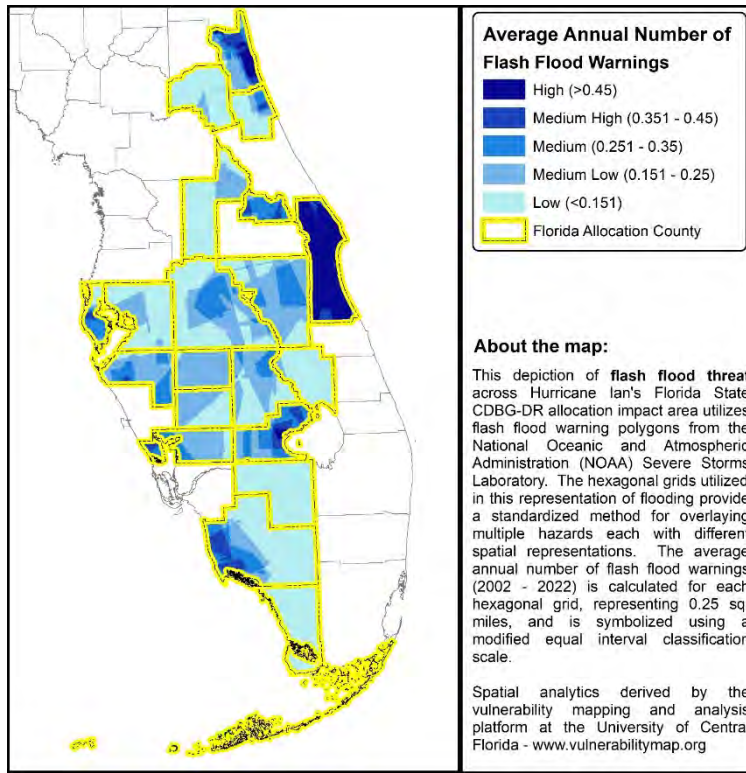 Average Annual Number of
Flash Flood Warnings
High (>0.45)
Medium High (0.351 - 0.45)
Medium (0.251 - 0.35)
Medium Low (0.151 - 0.25)
Low (<0.151)
Florida Allocation County
About the map:
This depiction of flash flood threat
across Hurricane Ian's Florida State
CDBG-DR allocation impact area utilizes
flash flood warning polygons from the
National Oceanic and Atmospheric
Administration (NOAA) Severe Storms
Laboratory. The hexagonal grids utilized
in this representation of flooding provide
a standardized method for overlaying
multiple hazards each with different
spatial representations. The average
annual number of flash flood warnings
(2002 - 2022) is calculated for each
hexagonal grid, representing 0.25 sq
miles, and is symbolized using a
modified equal interval classification
scale.
Spatial analytics derived by the
vulnerability mapping and analysis
platform at the University of Central
Florida - www.vulnerabilitymap.org